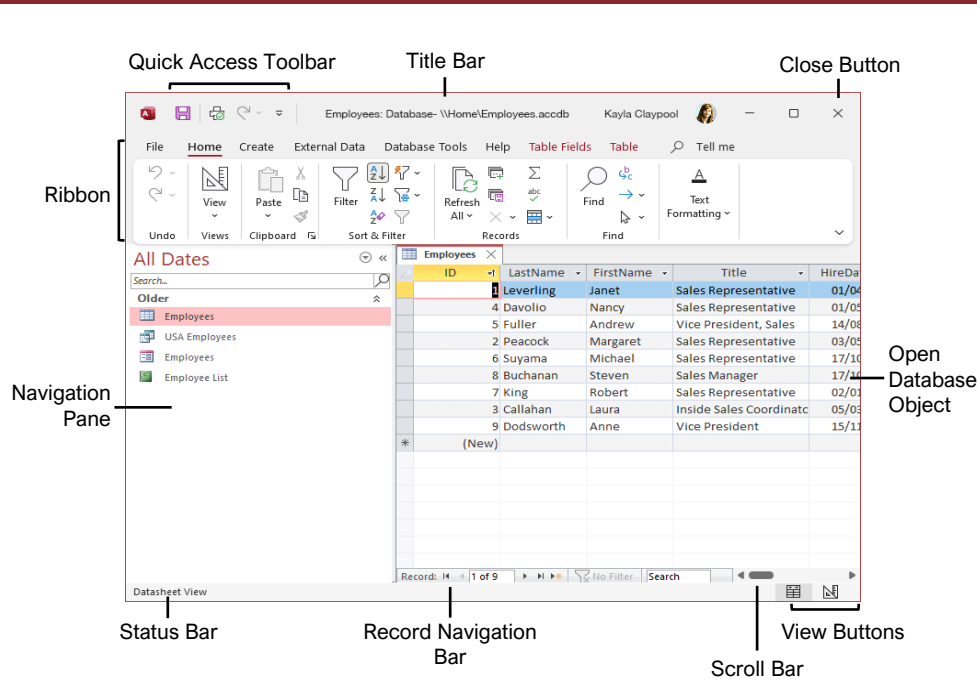 Quick Access Toolbar
Title Bar
Close Button
Employees: Database- \\Home\Employees.accdb
Kayla Claypool
File Home Create External Data Database Tools Help Table Fields Table Tell me
Ribbon
View
Paste
Filter
Refresh
All
abc
Find
Text
Formatting
Undo
Views
Clipboard
Sort & Filter
Records
Find
All Dates
Search...
Older
Employees
USA Employees
Employees
Employee List
Employees
ID LastName FirstName Title HireDa
1 Leverling Janet Sales Representative 01/04
4 Davolio Nancy Sales Representative 01/05
5 Fuller Andrew Vice President, Sales 14/08
2 Peacock Margaret Sales Representative 03/05
6 Suyama Michael Sales Representative 17/10
8 Buchanan Steven Sales Manager 17/10
7 King Robert Sales Representative 02/01
3 Callahan Laura Inside Sales Coordinato 05/03
9 Dodsworth Anne Vice President 15/11
(New)
Navigation
Pane
Open
Database
Object
Record: 1 of 9 No Filter Search
Datasheet View
Status Bar
Record Navigation
Bar
Scroll Bar
View Buttons